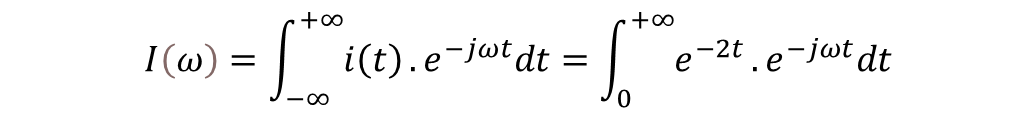 I(ω) = ∫_{−∞}^{+∞} i(t) . e^{−jωt} dt = ∫_{0}^{+∞} e^{−2t} . e^{−jωt} dt